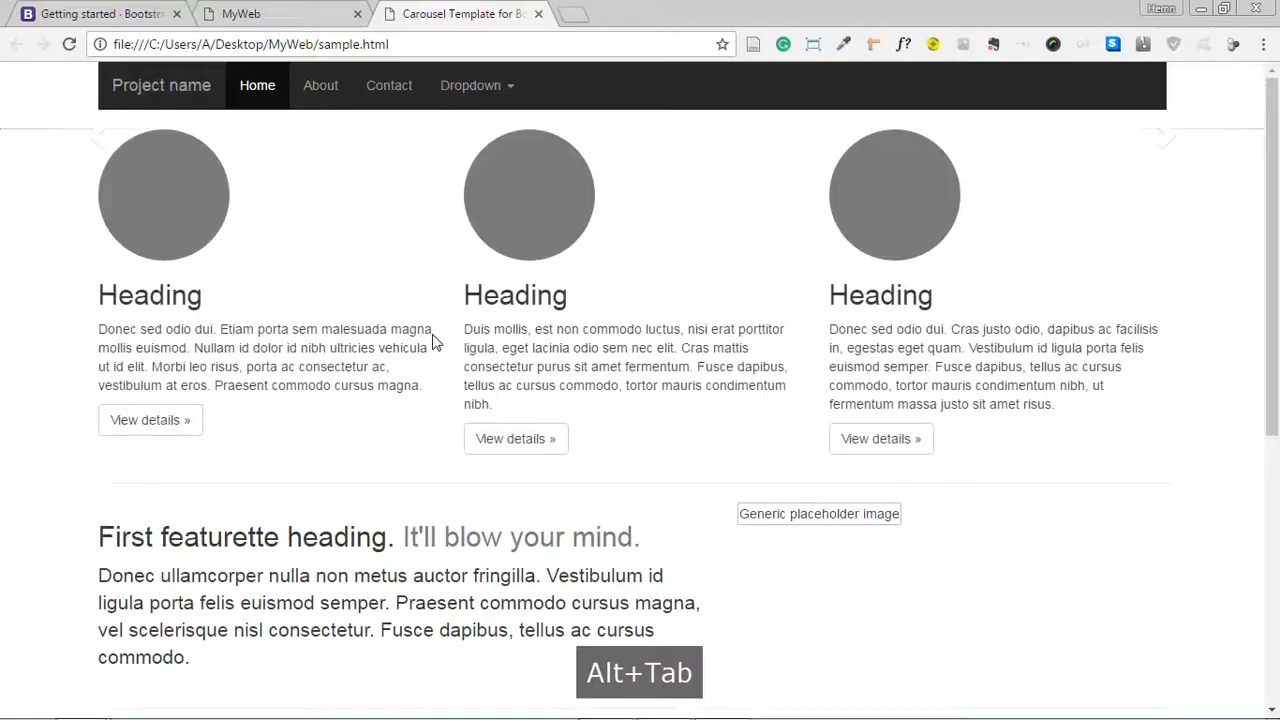 Getting started · Bootstra
MyWeb
Carousel Template for Bo
Hemn
file:///C:/Users/A/Desktop/MyWeb/sample.html
f?
Project name
Home
About
Contact
Dropdown
Heading
Donec sed odio dui. Etiam porta sem malesuada magna
mollis euismod. Nullam id dolor id nibh ultricies vehicula
ut id elit. Morbi leo risus, porta ac consectetur ac,
vestibulum at eros. Praesent commodo cursus magna.
View details »
Heading
Duis mollis, est non commodo luctus, nisi erat porttitor
ligula, eget lacinia odio sem nec elit. Cras mattis
consectetur purus sit amet fermentum. Fusce dapibus,
tellus ac cursus commodo, tortor mauris condimentum
nibh.
View details »
Heading
Donec sed odio dui. Cras justo odio, dapibus ac facilisis
in, egestas eget quam. Vestibulum id ligula porta felis
euismod semper. Fusce dapibus, tellus ac cursus
commodo, tortor mauris condimentum nibh, ut
fermentum massa justo sit amet risus.
View details »
First featurette heading. It'll blow your mind.
Donec ullamcorper nulla non metus auctor fringilla. Vestibulum id
ligula porta felis euismod semper. Praesent commodo cursus magna,
vel scelerisque nisl consectetur. Fusce dapibus, tellus ac cursus
commodo.
Generic placeholder image
Alt+Tab